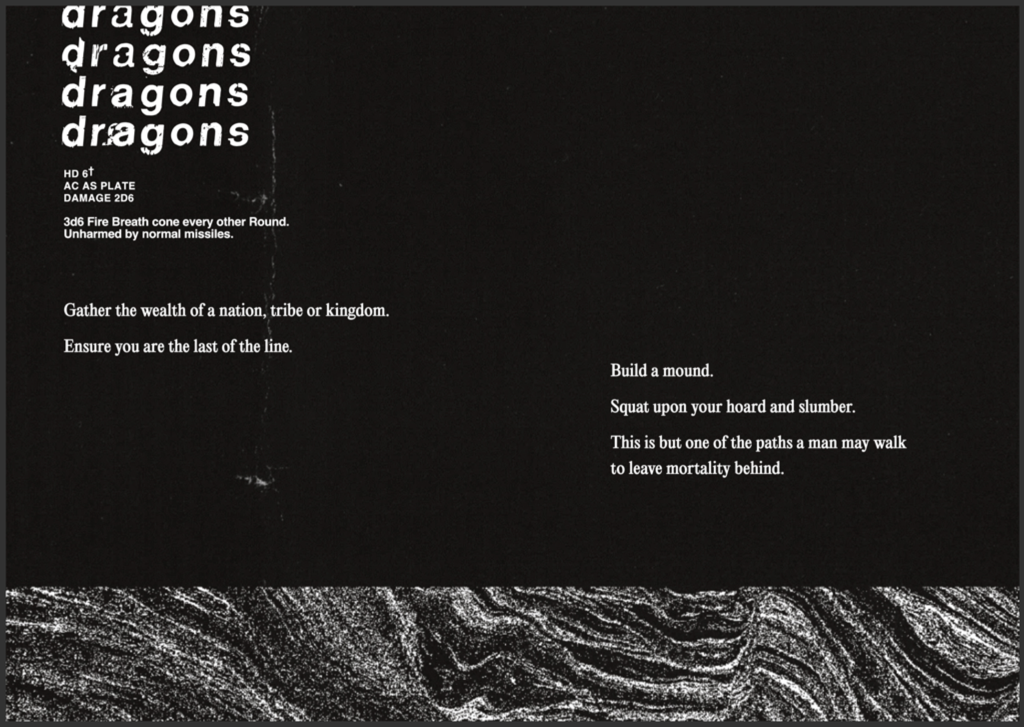 dragons
dragons
dragons
dragons
HD 6†
AC AS PLATE
DAMAGE 2D6
3d6 Fire Breath cone every other Round.
Unharmed by normal missiles.
Gather the wealth of a nation, tribe or kingdom.
Ensure you are the last of the line.
Build a mound.
Squat upon your hoard and slumber.
This is but one of the paths a man may walk
to leave mortality behind.